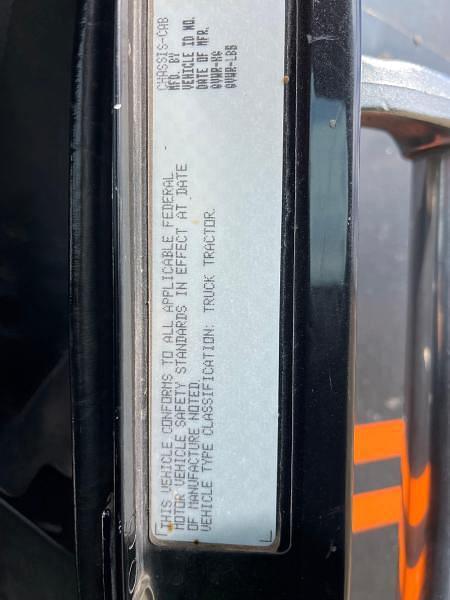 CHASSIS-CAB
MFD. BY
VEHICLE ID NO.
DATE OF MFR.
GVWR-KG
GVWR-LBS
THIS VEHICLE CONFORMS TO ALL APPLICABLE FEDERAL
MOTOR VEHICLE SAFETY STANDARDS IN EFFECT AT DATE
OF MANUFACTURE NOTED.
VEHICLE TYPE CLASSIFICATION: TRUCK TRACTOR.